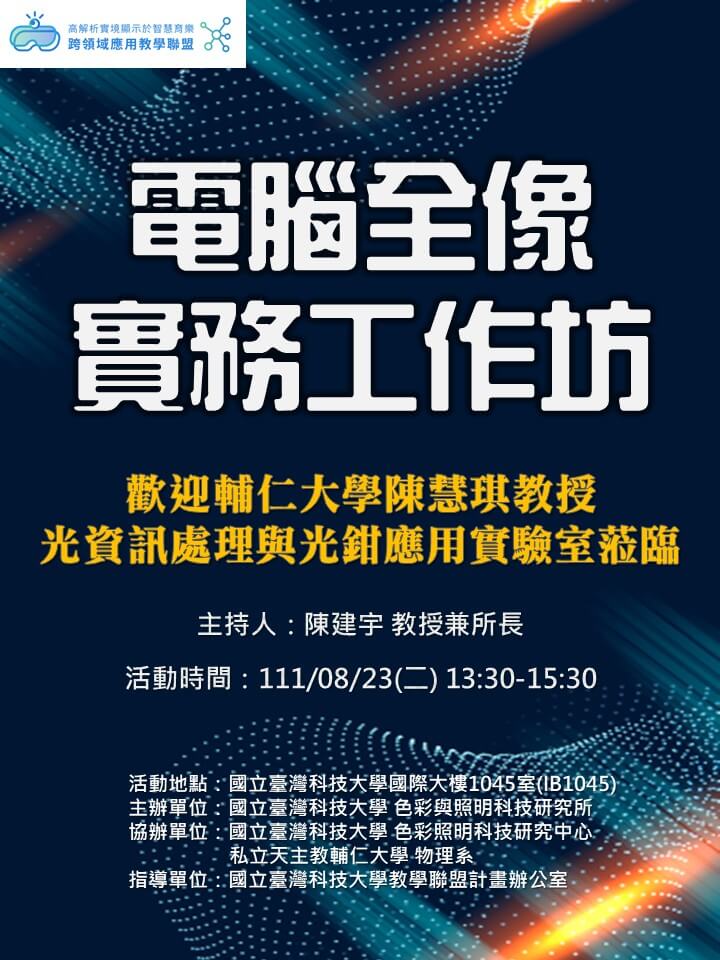 高解析實境顯示於智慧育樂
跨領域應用教學聯盟
電腦全像
實務工作坊
歡迎輔仁大學陳慧琪教授
光資訊處理與光鉗應用實驗室蒞臨
主持人：陳建宇 教授兼所長
活動時間：111/08/23(二) 13:30-15:30
活動地點：國立臺灣科技大學國際大樓1045室(IB1045)
主辦單位：國立臺灣科技大學 色彩與照明科技研究所
協辦單位：國立臺灣科技大學 色彩照明科技研究中心
私立天主教輔仁大學 物理系
指導單位：國立臺灣科技大學教學聯盟計畫辦公室